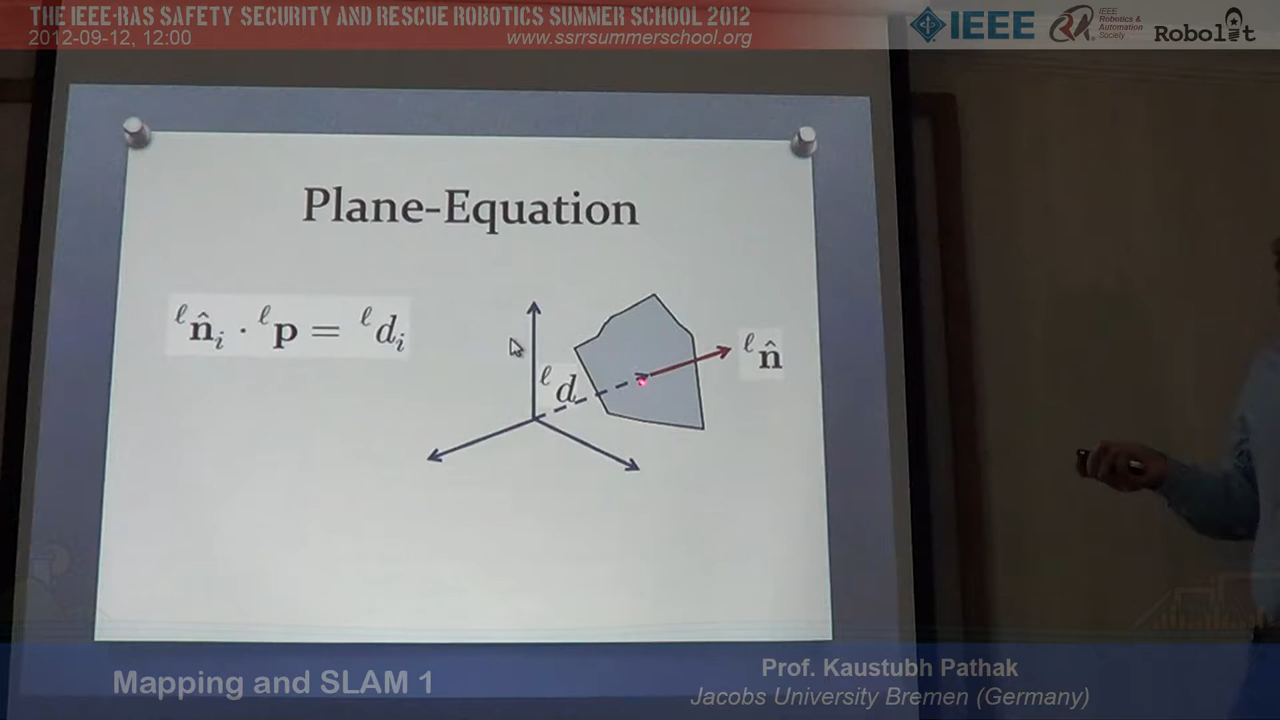 THE IEEE-RAS SAFETY SECURITY AND RESCUE ROBOTICS SUMMER SCHOOL 2012
2012-09-12, 12:00
www.ssrrsummerschool.org
IEEE
IEEE
Robotics &
Automation
Society
Robolit
Plane-Equation
ℓn̂ᵢ · ℓp = ℓdᵢ
ℓd
ℓn̂
Mapping and SLAM 1
Prof. Kaustubh Pathak
Jacobs University Bremen (Germany)